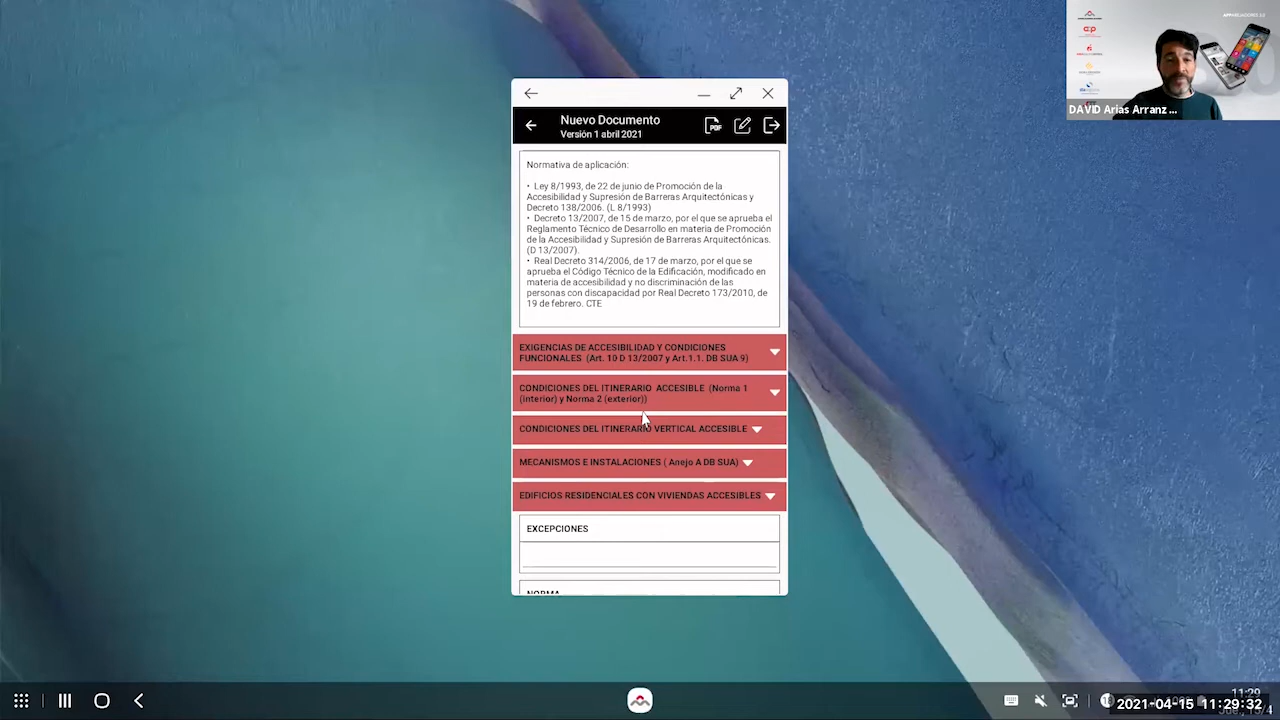 Nuevo Documento
Versión 1 abril 2021
PDF
Normativa de aplicación:
• Ley 8/1993, de 22 de junio de Promoción de la
Accesibilidad y Supresión de Barreras Arquitectónicas y
Decreto 138/2006. (L 8/1993)
• Decreto 13/2007, de 15 de marzo, por el que se aprueba el
Reglamento Técnico de Desarrollo en materia de Promoción
de la Accesibilidad y Supresión de Barreras Arquitectónicas.
(D 13/2007).
• Real Decreto 314/2006, de 17 de marzo, por el que se
aprueba el Código Técnico de la Edificación, modificado en
materia de accesibilidad y no discriminación de las
personas con discapacidad por Real Decreto 173/2010, de
19 de febrero. CTE
EXIGENCIAS DE ACCESIBILIDAD Y CONDICIONES
FUNCIONALES (Art. 10 D 13/2007 y Art.1.1. DB SUA 9)
CONDICIONES DEL ITINERARIO ACCESIBLE (Norma 1
(interior) y Norma 2 (exterior))
CONDICIONES DEL ITINERARIO VERTICAL ACCESIBLE
MECANISMOS E INSTALACIONES ( Anejo A DB SUA)
EDIFICIOS RESIDENCIALES CON VIVIENDAS ACCESIBLES
EXCEPCIONES
NORMA
DAVID Arias Arranz ...
11:29
2021-04-15 11:29:32